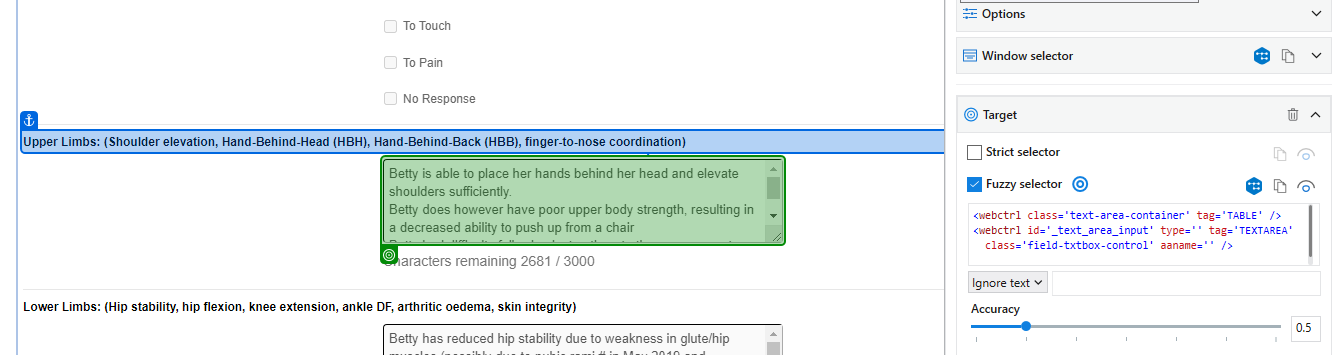 To Touch
To Pain
No Response
Upper Limbs: (Shoulder elevation, Hand-Behind-Head (HBH), Hand-Behind-Back (HBB), finger-to-nose coordination)
Betty is able to place her hands behind her head and elevate
shoulders sufficiently.
Betty does however have poor upper body strength, resulting in
a decreased ability to push up from a chair
Characters remaining 2681 / 3000
Lower Limbs: (Hip stability, hip flexion, knee extension, ankle DF, arthritic oedema, skin integrity)
Betty has reduced hip stability due to weakness in glute/hip
Options
Window selector
Target
Strict selector
Fuzzy selector
<webctrl class='text-area-container' tag='TABLE' />
<webctrl id='_text_area_input' type='' tag='TEXTAREA'
class='field-txtbox-control' aaname='' />
Ignore text
Accuracy
0.5